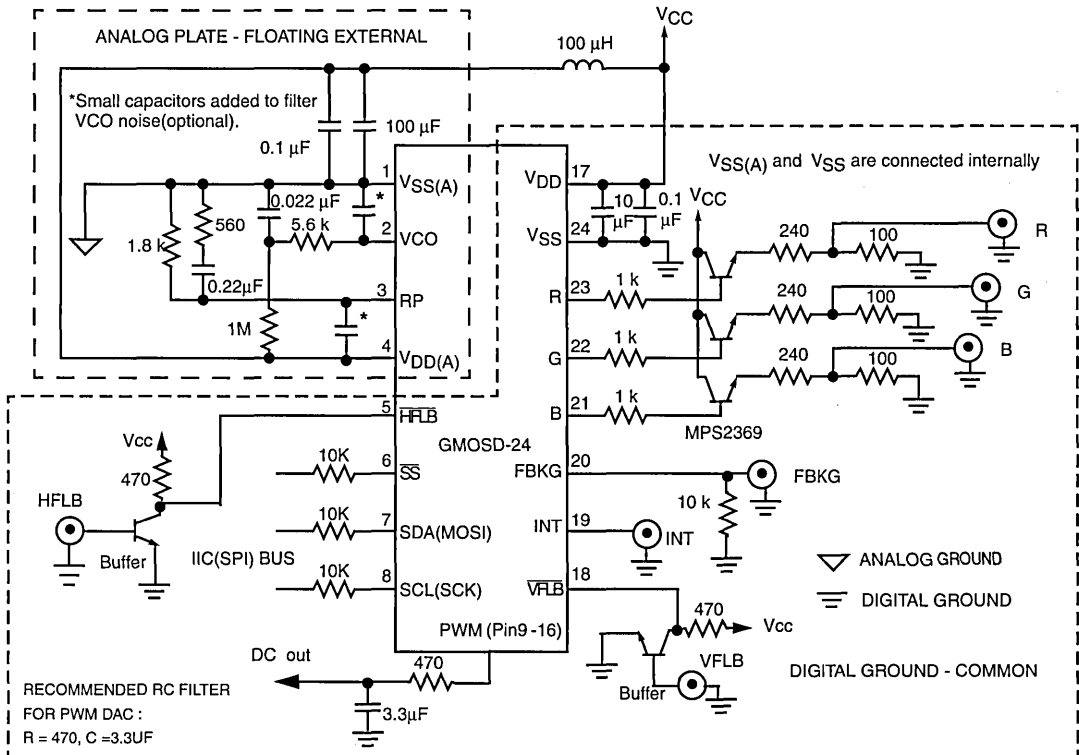 ANALOG PLATE - FLOATING EXTERNAL
VCC
100 µH
*Small capacitors added to filter
VCO noise(optional).
100 µF
0.1 µF
VSS(A) and VSS are connected internally
1
VSS(A)
VDD
17
10
µF
0.1
µF
VCC
0.022 µF
*
560
5.6 k
2
VCO
VSS
24
240
100
R
1.8 k
0.22µF
3
RP
R
23
1 k
240
100
G
1M
*
4
VDD(A)
G
22
1 k
240
100
B
5
HFLB
B
21
1 k
MPS2369
GMOSD-24
Vcc
470
10K
6
SS
FBKG
20
FBKG
HFLB
10 k
10K
7
SDA(MOSI)
INT
19
INT
Buffer
IIC(SPI) BUS
ANALOG GROUND
10K
8
SCL(SCK)
VFLB
18
DIGITAL GROUND
PWM (Pin9 -16)
470
Vcc
DC out
470
VFLB
Buffer
DIGITAL GROUND - COMMON
3.3µF
RECOMMENDED RC FILTER
FOR PWM DAC :
R = 470, C =3.3UF